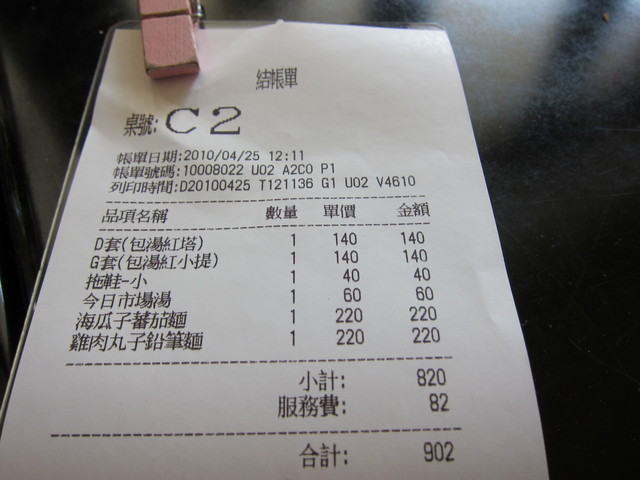 結帳單
桌號: C2
帳單日期:2010/04/25 12:11
帳單號碼:10008022 U02 A2C0 P1
列印時間:D20100425 T121136 G1 U02 V4610
品項名稱 數量 單價 金額
D套(包湯紅塔) 1 140 140
G套(包湯紅小提) 1 140 140
拖鞋-小 1 40 40
今日市場湯 1 60 60
海瓜子蕃茄麵 1 220 220
雞肉丸子鉛筆麵 1 220 220
小計: 820
服務費: 82
合計: 902